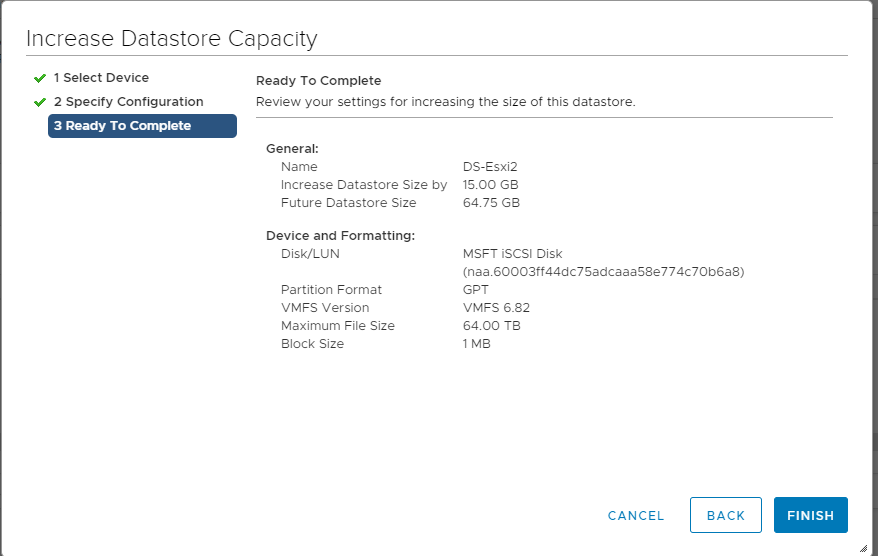 Increase Datastore Capacity
1 Select Device
2 Specify Configuration
3 Ready To Complete
Ready To Complete
Review your settings for increasing the size of this datastore.
General:
Name DS-Esxi2
Increase Datastore Size by 15.00 GB
Future Datastore Size 64.75 GB
Device and Formatting:
Disk/LUN MSFT iSCSI Disk
(naa.60003ff44dc75adcaaa58e774c70b6a8)
Partition Format GPT
VMFS Version VMFS 6.82
Maximum File Size 64.00 TB
Block Size 1 MB
CANCEL BACK FINISH